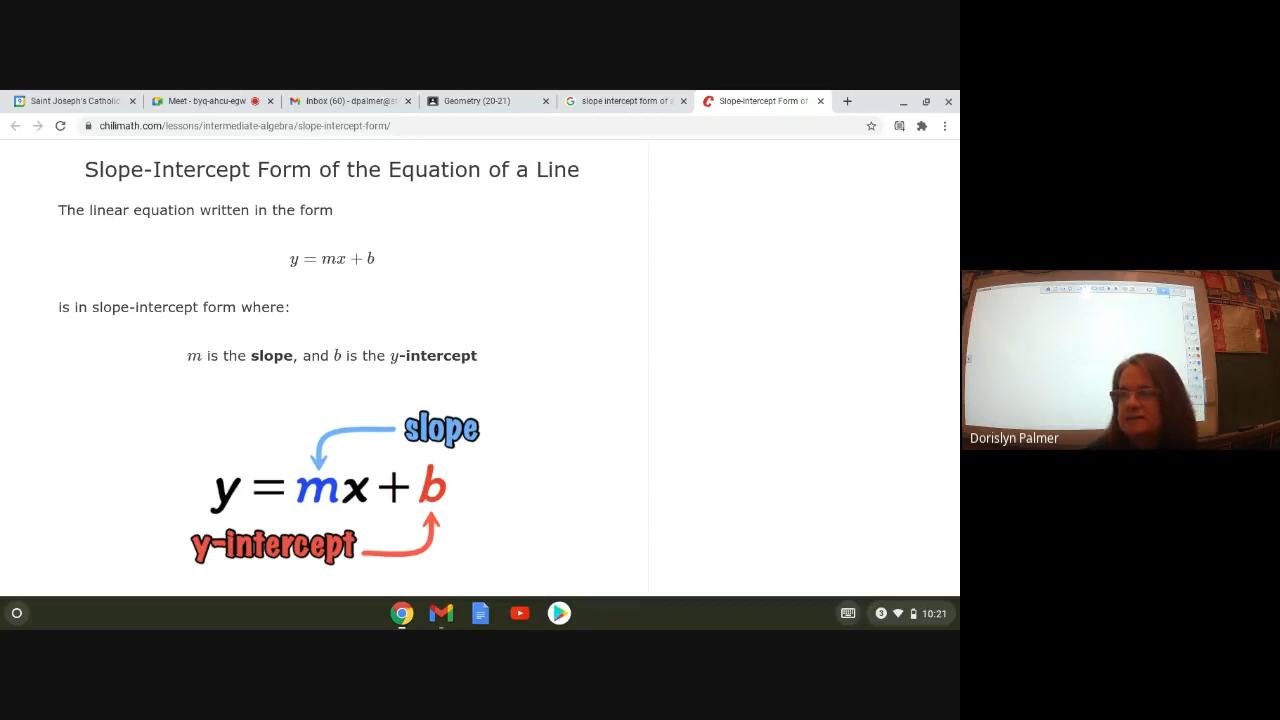 Saint Joseph's Catholic
Meet - byq-ahcu-egw
Inbox (60) - dpalmer@st
Geometry (20-21)
slope intercept form of a
Slope-Intercept Form of
chilimath.com/lessons/intermediate-algebra/slope-intercept-form/
Slope-Intercept Form of the Equation of a Line
The linear equation written in the form
y = mx + b
is in slope-intercept form where:
m is the slope, and b is the y-intercept
slope
y = mx + b
y-intercept
Dorislyn Palmer
3
10:21